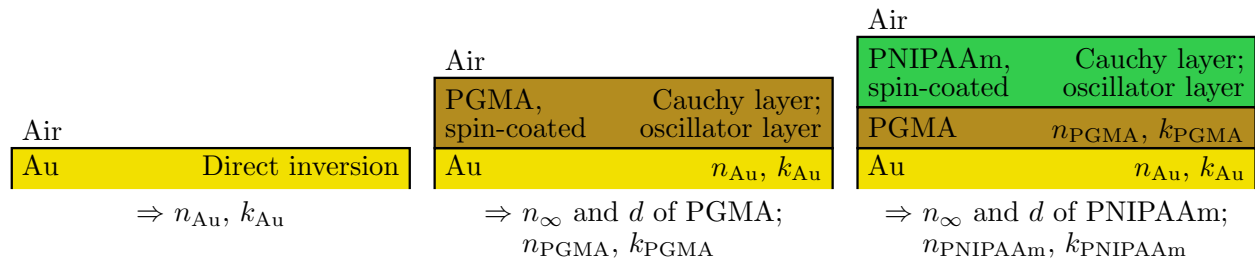 Air
Au Direct inversion
⇒ n_Au, k_Au
Air
PGMA, Cauchy layer;
spin-coated oscillator layer
Au n_Au, k_Au
⇒ n_∞ and d of PGMA;
n_PGMA, k_PGMA
Air
PNIPAAm, Cauchy layer;
spin-coated oscillator layer
PGMA n_PGMA, k_PGMA
Au n_Au, k_Au
⇒ n_∞ and d of PNIPAAm;
n_PNIPAAm, k_PNIPAAm